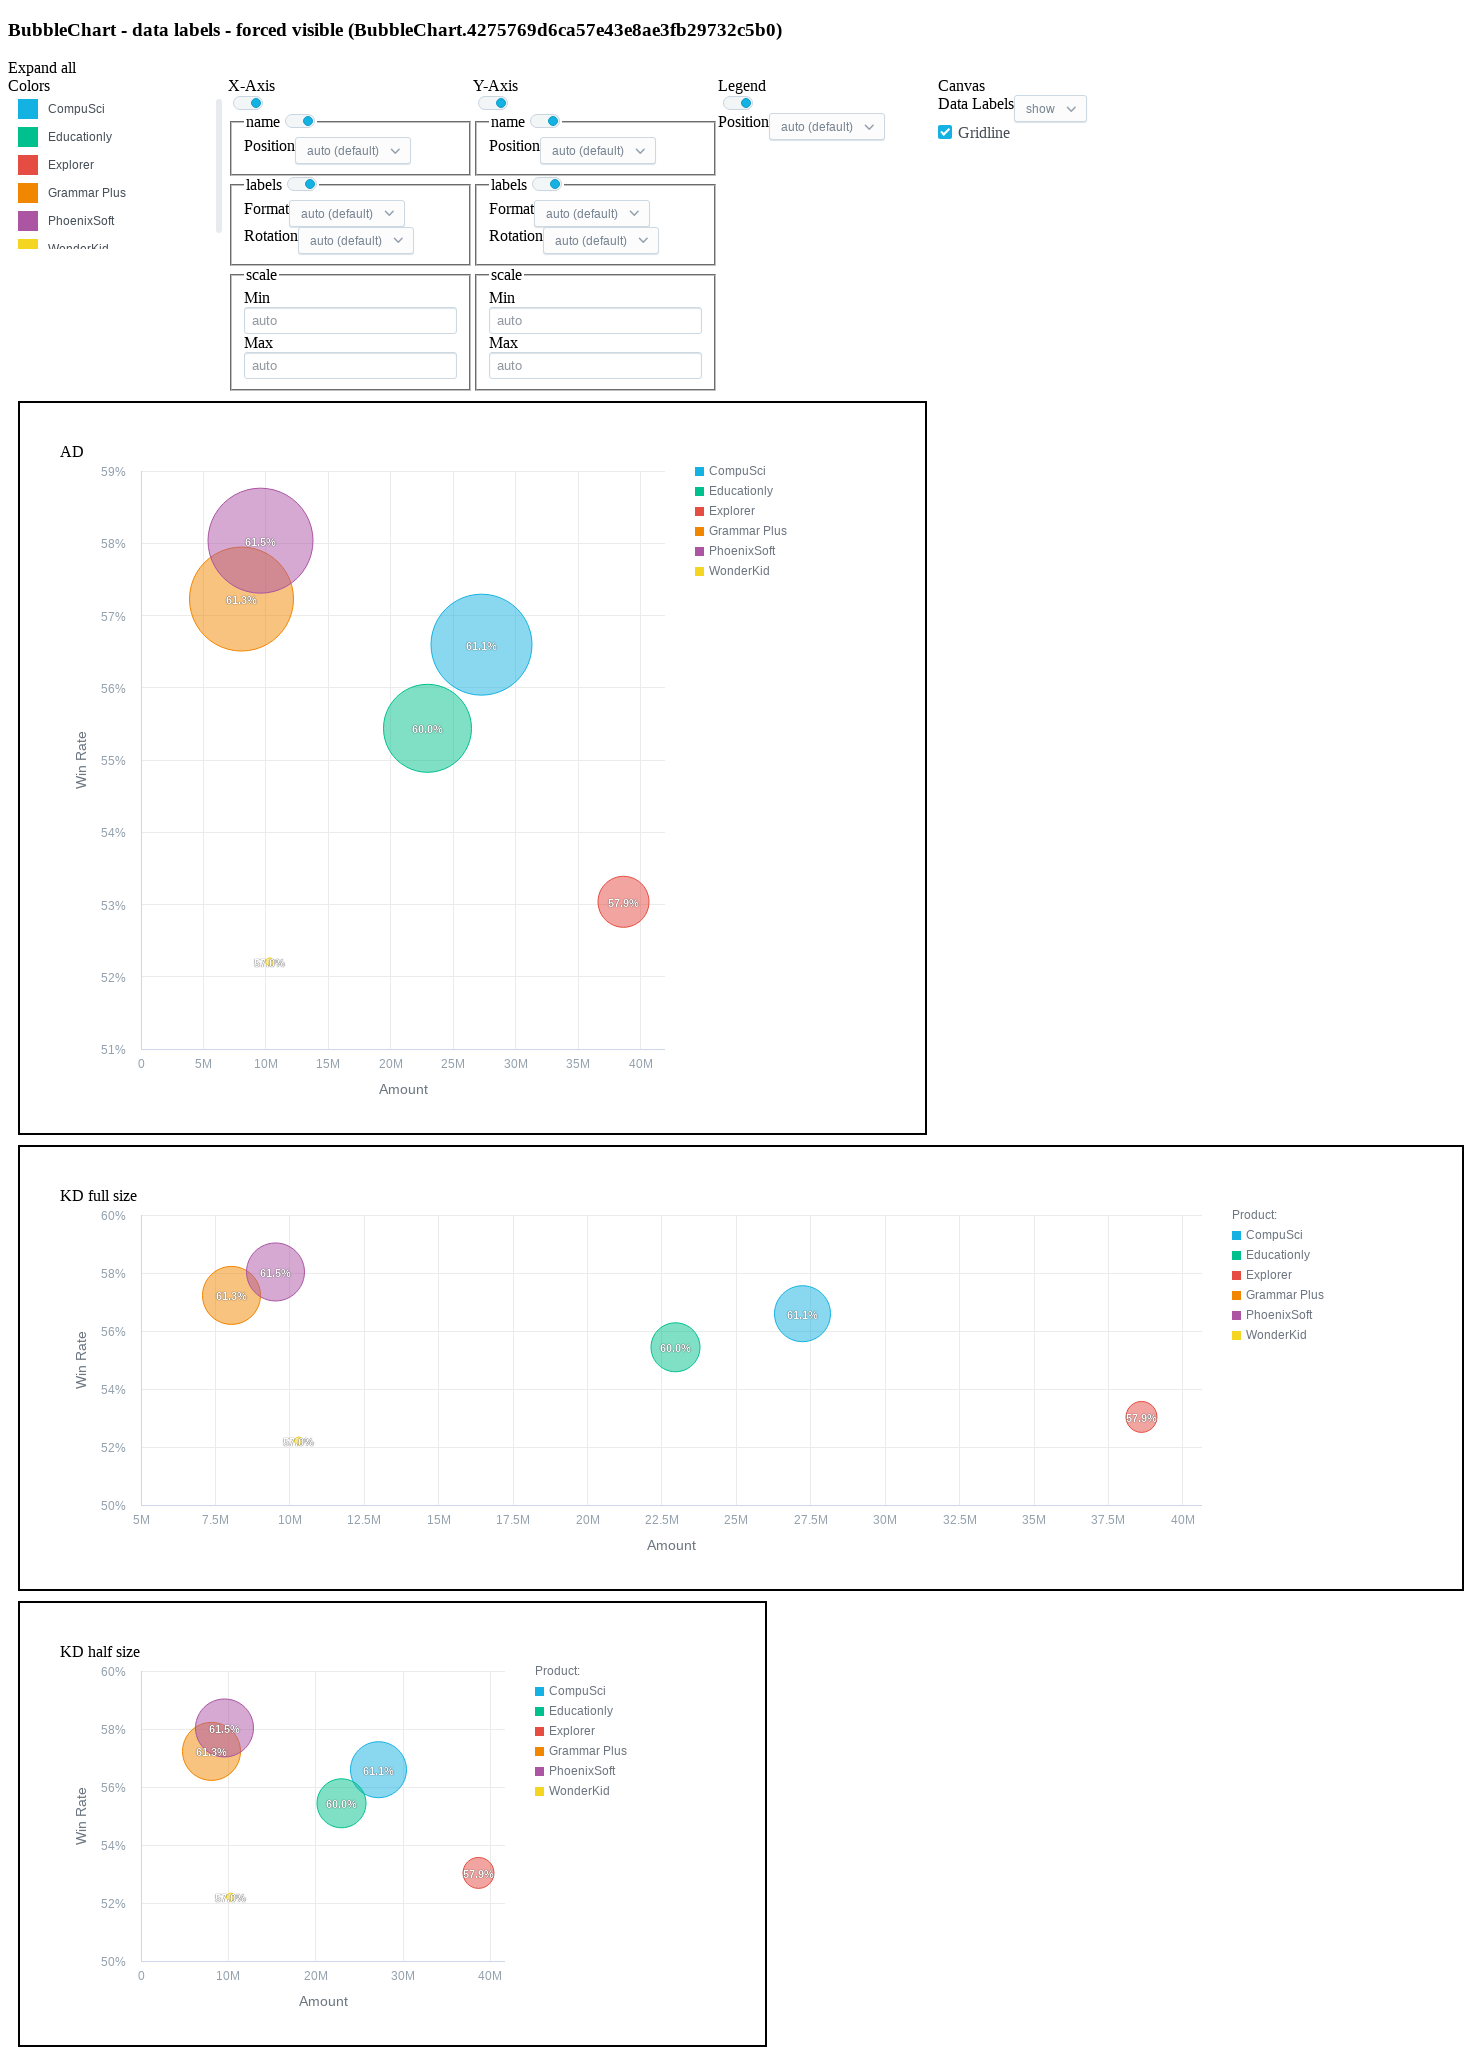 BubbleChart - data labels - forced visible (BubbleChart.4275769d6ca57e43e8ae3fb29732c5b0)
Expand all
Colors
CompuSci
Educationly
Explorer
Grammar Plus
PhoenixSoft
WonderKid
X-Axis
name
Position auto (default)
labels
Format auto (default)
Rotation auto (default)
scale
Min
auto
Max
auto
Y-Axis
name
Position auto (default)
labels
Format auto (default)
Rotation auto (default)
scale
Min
auto
Max
auto
Legend
Position auto (default)
Canvas
Data Labels show
Gridline
AD
59%
58%
57%
56%
55%
54%
53%
52%
51%
Win Rate
61.5%
61.3%
61.1%
60.0%
57.9%
0 5M 10M 15M 20M 25M 30M 35M 40M
Amount
CompuSci
Educationly
Explorer
Grammar Plus
PhoenixSoft
WonderKid
KD full size
60%
58%
56%
54%
52%
50%
Win Rate
61.5%
61.3%
61.1%
60.0%
57.9%
5M 7.5M 10M 12.5M 15M 17.5M 20M 22.5M 25M 27.5M 30M 32.5M 35M 37.5M 40M
Amount
Product:
CompuSci
Educationly
Explorer
Grammar Plus
PhoenixSoft
WonderKid
KD half size
60%
58%
56%
54%
52%
50%
Win Rate
61.5%
61.3%
61.1%
60.0%
57.9%
0 10M 20M 30M 40M
Amount
Product:
CompuSci
Educationly
Explorer
Grammar Plus
PhoenixSoft
WonderKid